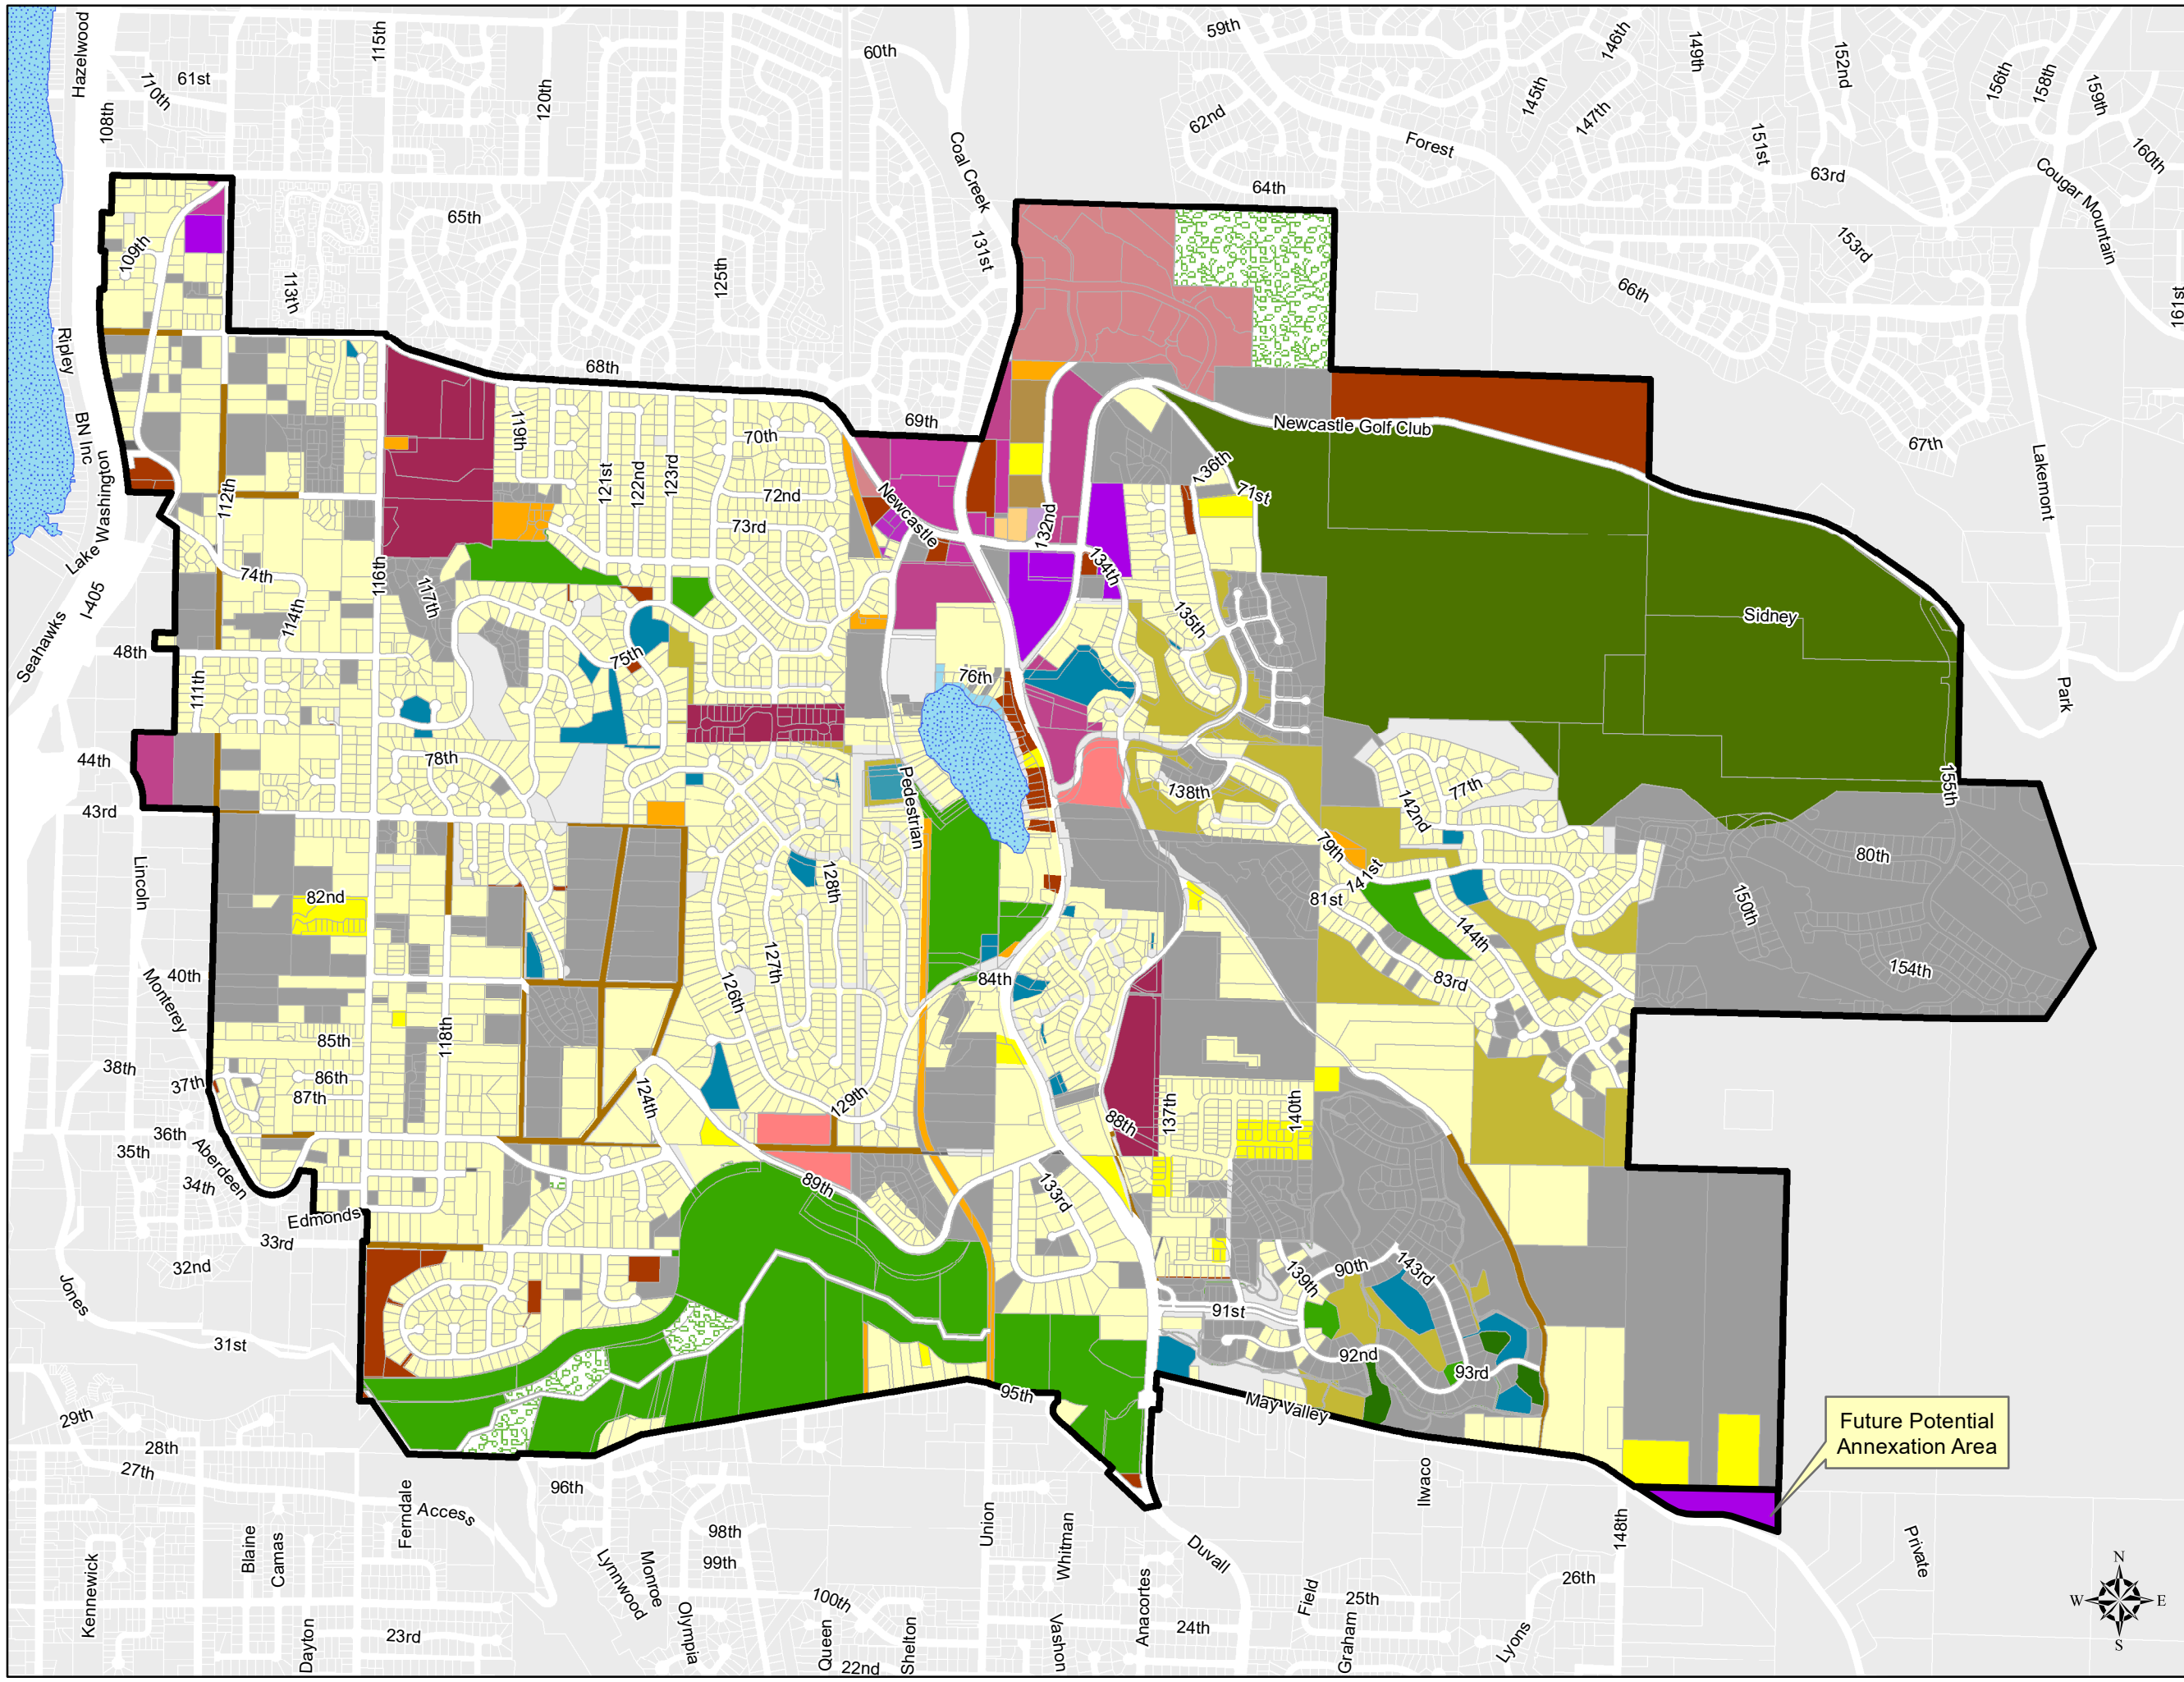 Hazelwood
108th
170th
61st
115th
120th
60th
59th
146th
145th
147th
149th
152nd
156th
158th
159th
160th
62nd
Forest
151st
63rd
Cougar Mountain
64th
Coal Creek
131st
65th
109th
113th
125th
153rd
66th
161st
Ripley
BN Inc
68th
69th
Newcastle Golf Club
67th
Lakemont
119th
70th
121st
122nd
123rd
72nd
73rd
Newcastle
132nd
136th
71st
112th
Lake Washington
I-405
Seahawks
74th
114th
116th
117th
134th
135th
Sidney
48th
111th
75th
76th
Park
44th
43rd
78th
Pedestrian
138th
77th
142nd
155th
79th
141st
80th
Lincoln
82nd
128th
81st
150th
144th
40th
Monterey
127th
126th
84th
83rd
154th
85th
118th
38th
37th
86th
87th
124th
129th
88th
137th
140th
36th
35th
Aberdeen
34th
Edmonds
33rd
32nd
89th
133rd
139th
90th
143rd
Jones
31st
91st
92nd
93rd
95th
May Valley
29th
28th
27th
Future Potential
Annexation Area
Ferndale
Access
96th
Ilwaco
148th
Private
Kennewick
Blaine
Camas
Dayton
23rd
Lynnwood
Monroe
Olympia
98th
99th
100th
Queen
22nd
Shelton
Union
Whitman
Vashon
Anacortes
Duvall
24th
Field
Graham
25th
26th
Lyons
N
W
E
S